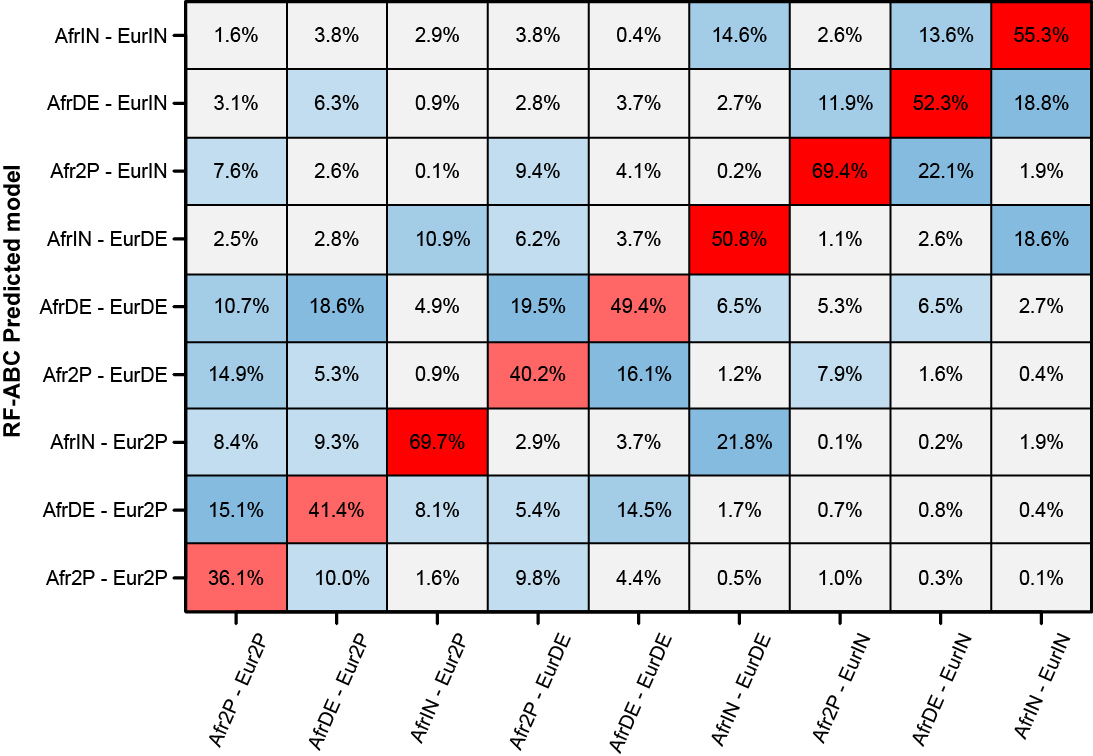 RF-ABC Predicted model
AfrIN - EurIN 1.6% 3.8% 2.9% 3.8% 0.4% 14.6% 2.6% 13.6% 55.3%
AfrDE - EurIN 3.1% 6.3% 0.9% 2.8% 3.7% 2.7% 11.9% 52.3% 18.8%
Afr2P - EurIN 7.6% 2.6% 0.1% 9.4% 4.1% 0.2% 69.4% 22.1% 1.9%
AfrIN - EurDE 2.5% 2.8% 10.9% 6.2% 3.7% 50.8% 1.1% 2.6% 18.6%
AfrDE - EurDE 10.7% 18.6% 4.9% 19.5% 49.4% 6.5% 5.3% 6.5% 2.7%
Afr2P - EurDE 14.9% 5.3% 0.9% 40.2% 16.1% 1.2% 7.9% 1.6% 0.4%
AfrIN - Eur2P 8.4% 9.3% 69.7% 2.9% 3.7% 21.8% 0.1% 0.2% 1.9%
AfrDE - Eur2P 15.1% 41.4% 8.1% 5.4% 14.5% 1.7% 0.7% 0.8% 0.4%
Afr2P - Eur2P 36.1% 10.0% 1.6% 9.8% 4.4% 0.5% 1.0% 0.3% 0.1%
Afr2P - Eur2P
AfrDE - Eur2P
AfrIN - Eur2P
Afr2P - EurDE
AfrDE - EurDE
AfrIN - EurDE
Afr2P - EurIN
AfrDE - EurIN
AfrIN - EurIN